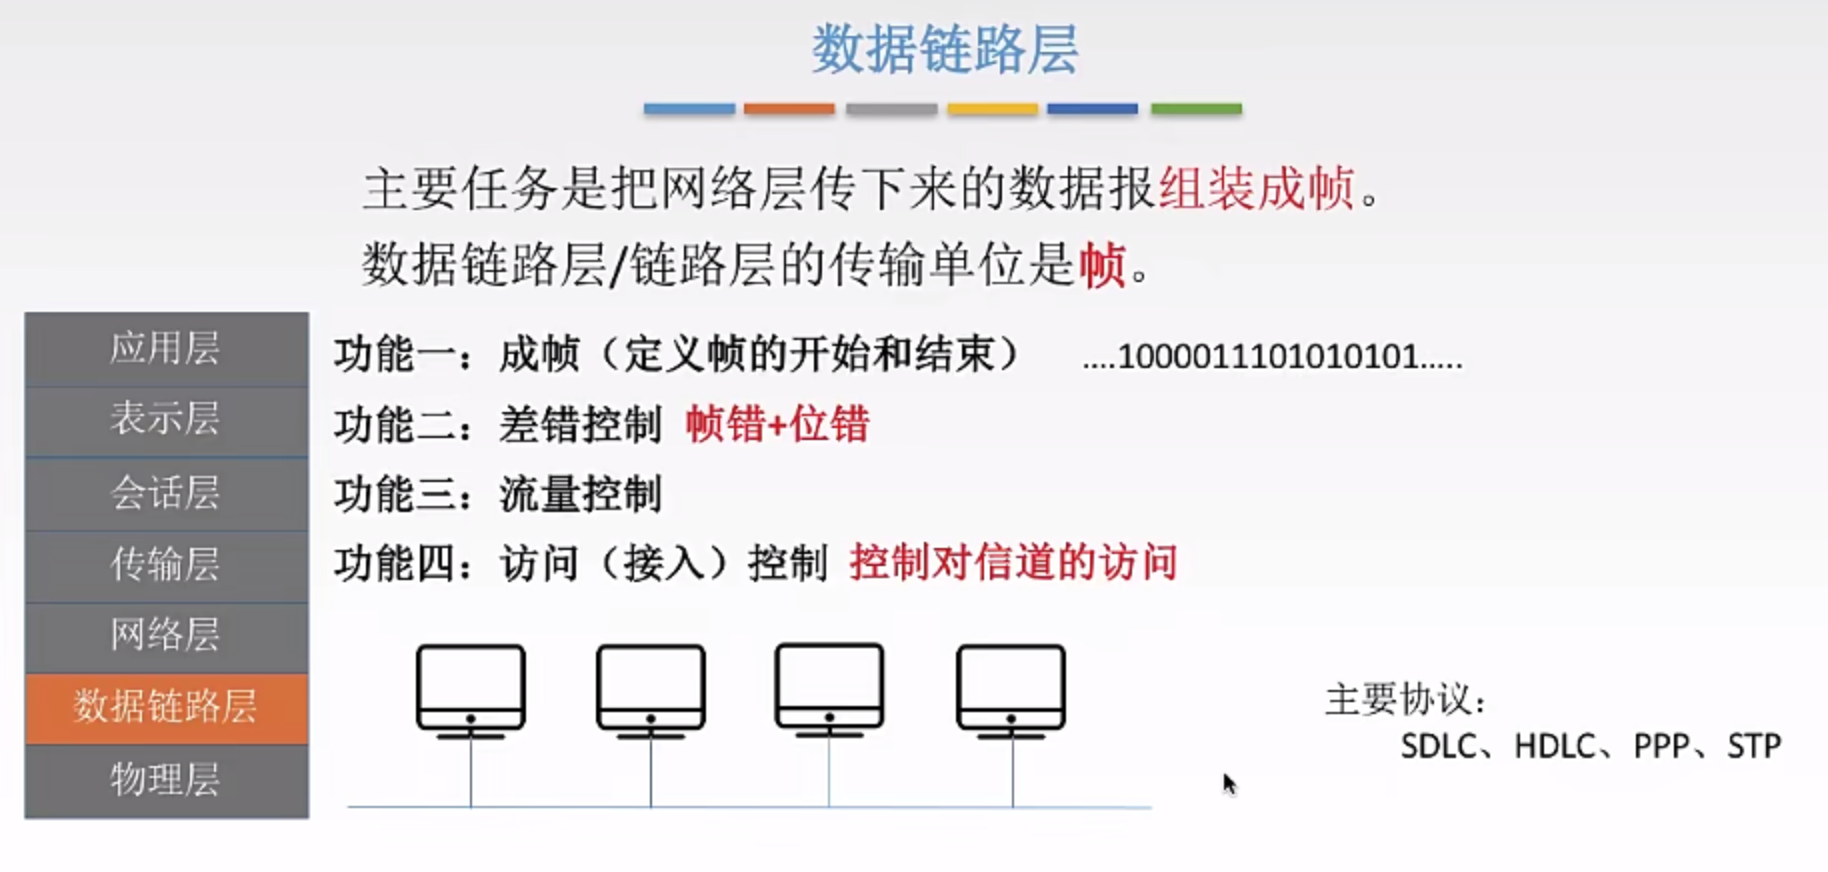 数据链路层
主要任务是把网络层传下来的数据报组装成帧。
数据链路层/链路层的传输单位是帧。
应用层
表示层
会话层
传输层
网络层
数据链路层
物理层
功能一：成帧（定义帧的开始和结束） ....1000011101010101.....
功能二：差错控制 帧错+位错
功能三：流量控制
功能四：访问（接入）控制 控制对信道的访问
主要协议：
SDLC、HDLC、PPP、STP